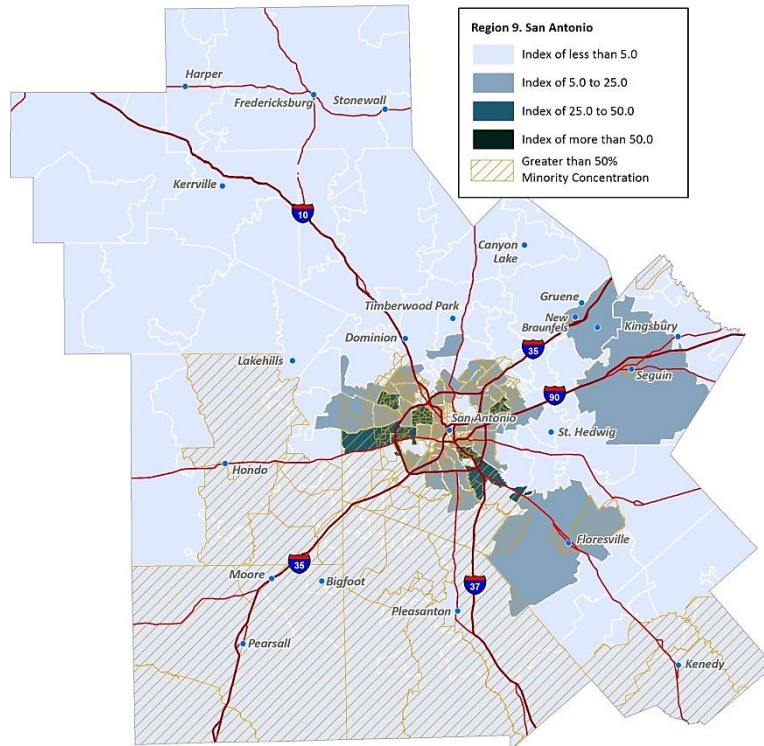 Region 9. San Antonio
Index of less than 5.0
Index of 5.0 to 25.0
Index of 25.0 to 50.0
Index of more than 50.0
Greater than 50%
Minority Concentration
Harper
Fredericksburg
Stonewall
Kerrville
10
Canyon
Lake
Timberwood Park
Gruene
New
Braunfels
Kingsbury
Dominion
35
Lakehills
Seguin
90
San Antonio
St. Hedwig
Hondo
Floresville
35
Moore
Bigfoot
37
Pleasanton
Pearsall
Kenedy